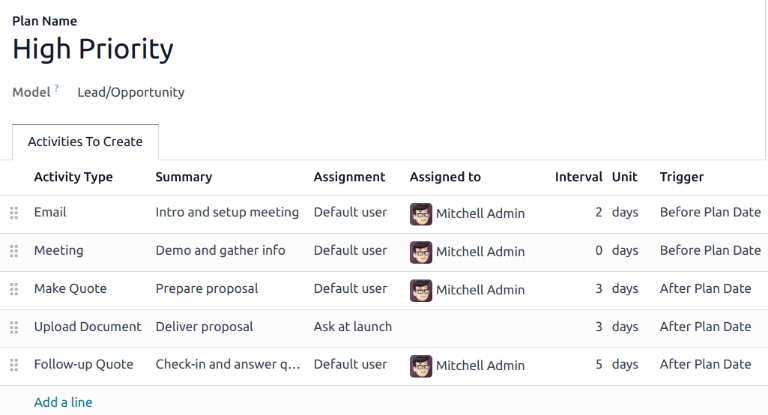 Plan Name
High Priority
Model ? Lead/Opportunity
Activities To Create
Activity Type Summary Assignment Assigned to Interval Unit Trigger
Email Intro and setup meeting Default user Mitchell Admin 2 days Before Plan Date
Meeting Demo and gather info Default user Mitchell Admin 0 days Before Plan Date
Make Quote Prepare proposal Default user Mitchell Admin 3 days After Plan Date
Upload Document Deliver proposal Ask at launch 3 days After Plan Date
Follow-up Quote Check-in and answer q... Default user Mitchell Admin 5 days After Plan Date
Add a line